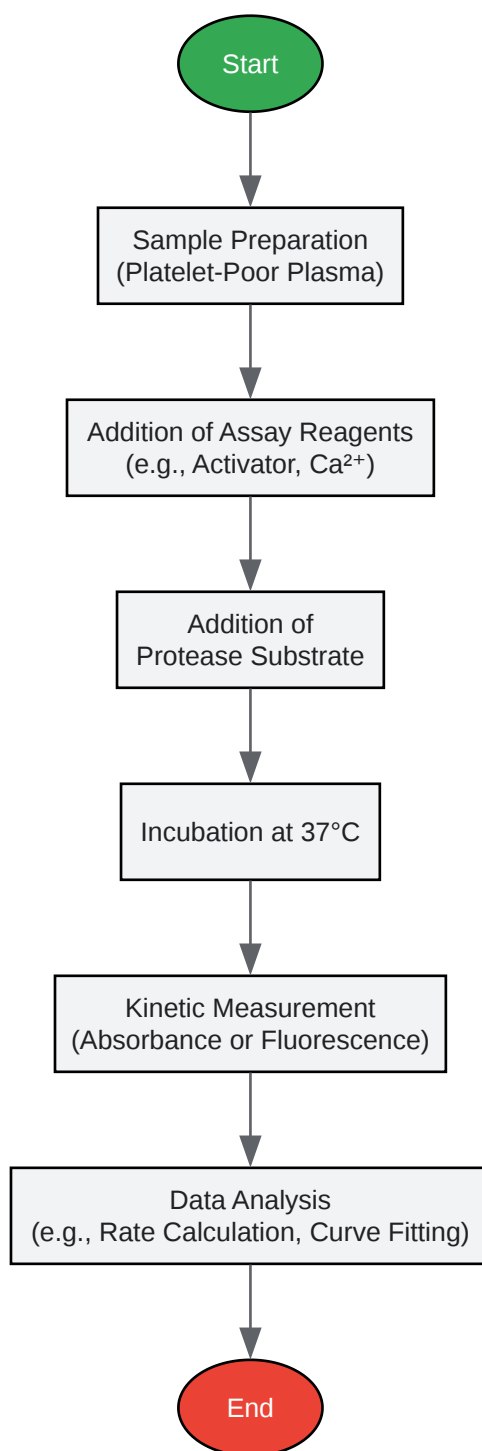 Start
Sample Preparation
(Platelet-Poor Plasma)
Addition of Assay Reagents
(e.g., Activator, Ca²⁺)
Addition of
Protease Substrate
Incubation at 37°C
Kinetic Measurement
(Absorbance or Fluorescence)
Data Analysis
(e.g., Rate Calculation, Curve Fitting)
End